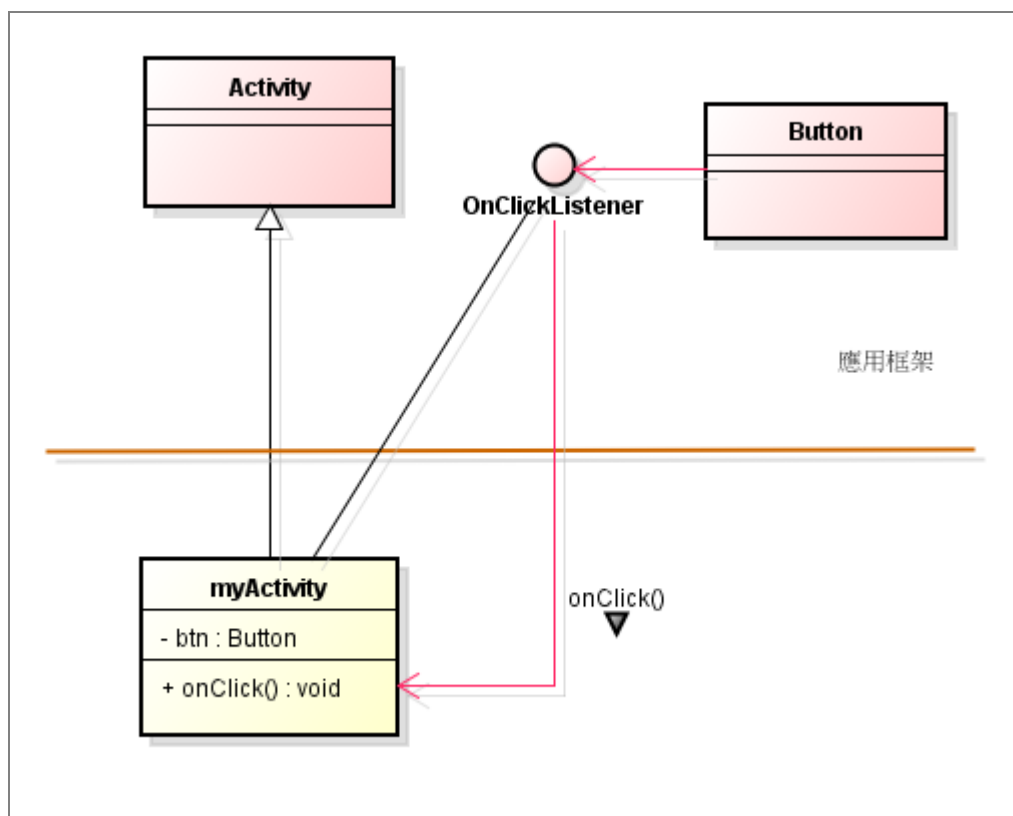 Activity
Button
OnClickListener
應用框架
myActivity
- btn : Button
+ onClick() : void
onClick()